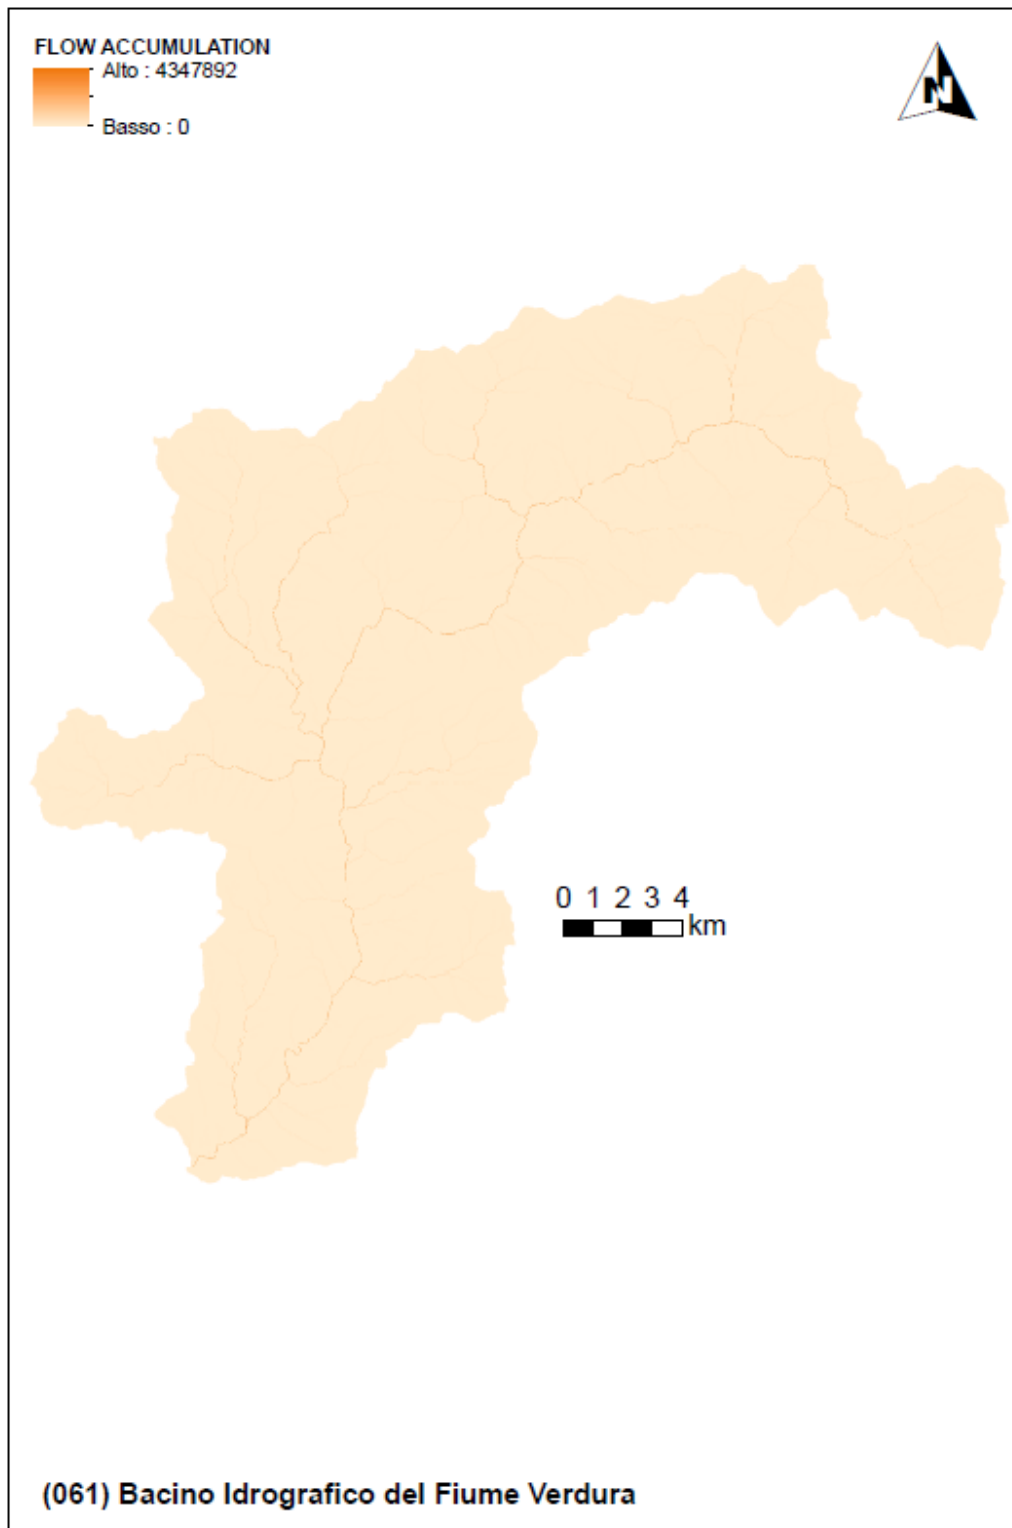 FLOW ACCUMULATION
Alto : 4347892
Basso : 0
N
0 1 2 3 4
km
(061) Bacino Idrografico del Fiume Verdura